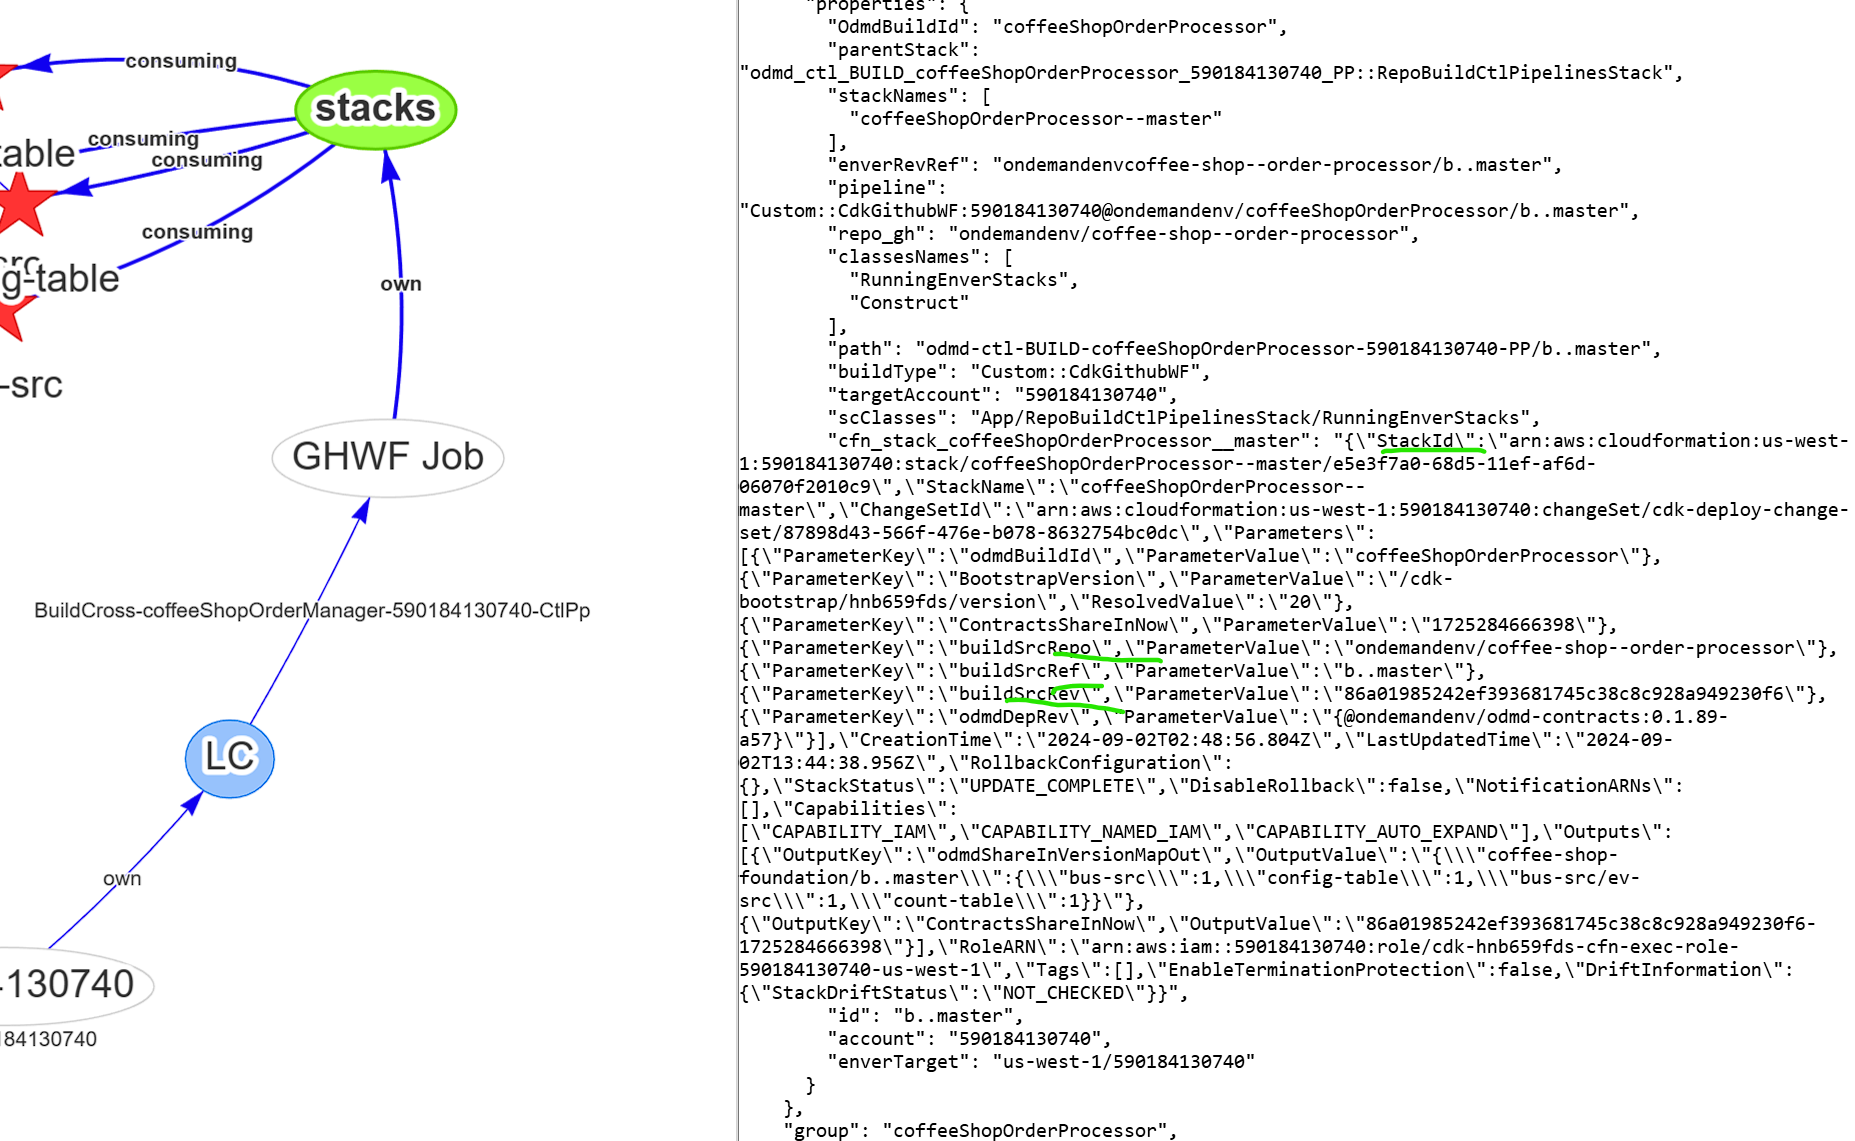 consuming
stacks
consuming
table
consuming
consuming
src
g-table
own
-src
GHWF Job
BuildCross-coffeeShopOrderManager-590184130740-CtlPp
LC
own
-130740
184130740
"properties": {
"OdmdBuildId": "coffeeShopOrderProcessor",
"parentStack":
"odmd_ctl_BUILD_coffeeShopOrderProcessor_590184130740_PP::RepoBuildCtlPipelinesStack",
"stackNames": [
"coffeeShopOrderProcessor--master"
],
"enverRevRef": "ondemandenvcoffee-shop--order-processor/b..master",
"pipeline":
"Custom::CdkGithubWF:590184130740@ondemandenv/coffeeShopOrderProcessor/b..master",
"repo_gh": "ondemandenv/coffee-shop--order-processor",
"classesNames": [
"RunningEnverStacks",
"Construct"
],
"path": "odmd-ctl-BUILD-coffeeShopOrderProcessor-590184130740-PP/b..master",
"buildType": "Custom::CdkGithubWF",
"targetAccount": "590184130740",
"scClasses": "App/RepoBuildCtlPipelinesStack/RunningEnverStacks",
"cfn_stack_coffeeShopOrderProcessor__master": "{\"StackId\":\"arn:aws:cloudformation:us-west-
1:590184130740:stack/coffeeShopOrderProcessor--master/e5e3f7a0-68d5-11ef-af6d-
06070f2010c9\",\"StackName\":\"coffeeShopOrderProcessor--
master\",\"ChangeSetId\":\"arn:aws:cloudformation:us-west-1:590184130740:changeSet/cdk-deploy-change-
set/87898d43-566f-476e-b078-8632754bc0dc\",\"Parameters\":
[{\"ParameterKey\":\"odmdBuildId\",\"ParameterValue\":\"coffeeShopOrderProcessor\"},
{\"ParameterKey\":\"BootstrapVersion\",\"ParameterValue\":\"/cdk-
bootstrap/hnb659fds/version\",\"ResolvedValue\":\"20\"},
{\"ParameterKey\":\"ContractsShareInNow\",\"ParameterValue\":\"1725284666398\"},
{\"ParameterKey\":\"buildSrcRepo\",\"ParameterValue\":\"ondemandenv/coffee-shop--order-processor\"},
{\"ParameterKey\":\"buildSrcRef\",\"ParameterValue\":\"b..master\"},
{\"ParameterKey\":\"buildSrcRev\",\"ParameterValue\":\"86a01985242ef393681745c38c8c928a949230f6\"},
{\"ParameterKey\":\"odmdDepRev\",\"ParameterValue\":\"{@ondemandenv/odmd-contracts:0.1.89-
a57}\"}],\"CreationTime\":\"2024-09-02T02:48:56.804Z\",\"LastUpdatedTime\":\"2024-09-
02T13:44:38.956Z\",\"RollbackConfiguration\":
{},\"StackStatus\":\"UPDATE_COMPLETE\",\"DisableRollback\":false,\"NotificationARNs\":
[],\"Capabilities\":
[\"CAPABILITY_IAM\",\"CAPABILITY_NAMED_IAM\",\"CAPABILITY_AUTO_EXPAND\"],\"Outputs\":
[{\"OutputKey\":\"odmdShareInVersionMapOut\",\"OutputValue\":\"{\\\"coffee-shop-
foundation/b..master\\\":{\\\"bus-src\\\":1,\\\"config-table\\\":1,\\\"bus-src/ev-
src\\\":1,\\\"count-table\\\":1}}\"},
{\"OutputKey\":\"ContractsShareInNow\",\"OutputValue\":\"86a01985242ef393681745c38c8c928a949230f6-
1725284666398\"}],\"RoleARN\":\"arn:aws:iam::590184130740:role/cdk-hnb659fds-cfn-exec-role-
590184130740-us-west-1\",\"Tags\":[],\"EnableTerminationProtection\":false,\"DriftInformation\":
{\"StackDriftStatus\":\"NOT_CHECKED\"}}",
"id": "b..master",
"account": "590184130740",
"enverTarget": "us-west-1/590184130740"
}
},
"group": "coffeeShopOrderProcessor",